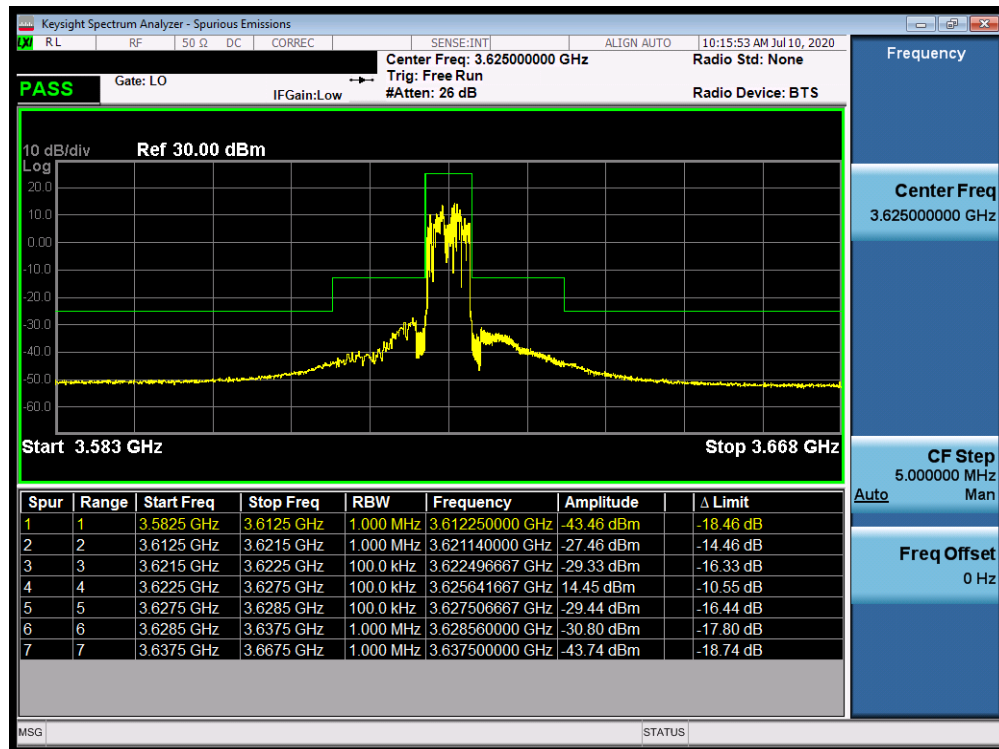 Keysight Spectrum Analyzer - Spurious Emissions
LXI RL RF 50 Ω DC CORREC SENSE:INT ALIGN AUTO 10:15:53 AM Jul 10, 2020
Center Freq: 3.625000000 GHz Radio Std: None
Gate: LO Trig: Free Run
PASS IFGain:Low #Atten: 26 dB Radio Device: BTS
10 dB/div Ref 30.00 dBm
Log
20.0
10.0
0.00
-10.0
-20.0
-30.0
-40.0
-50.0
-60.0
Start 3.583 GHz Stop 3.668 GHz
Spur Range Start Freq Stop Freq RBW Frequency Amplitude Δ Limit
1 1 3.5825 GHz 3.6125 GHz 1.000 MHz 3.612250000 GHz -43.46 dBm -18.46 dB
2 2 3.6125 GHz 3.6215 GHz 1.000 MHz 3.621140000 GHz -27.46 dBm -14.46 dB
3 3 3.6215 GHz 3.6225 GHz 100.0 kHz 3.622496667 GHz -29.33 dBm -16.33 dB
4 4 3.6225 GHz 3.6275 GHz 100.0 kHz 3.625641667 GHz 14.45 dBm -10.55 dB
5 5 3.6275 GHz 3.6285 GHz 100.0 kHz 3.627506667 GHz -29.44 dBm -16.44 dB
6 6 3.6285 GHz 3.6375 GHz 1.000 MHz 3.628560000 GHz -30.80 dBm -17.80 dB
7 7 3.6375 GHz 3.6675 GHz 1.000 MHz 3.637500000 GHz -43.74 dBm -18.74 dB
MSG STATUS
Frequency
Center Freq
3.625000000 GHz
CF Step
5.000000 MHz
Auto Man
Freq Offset
0 Hz